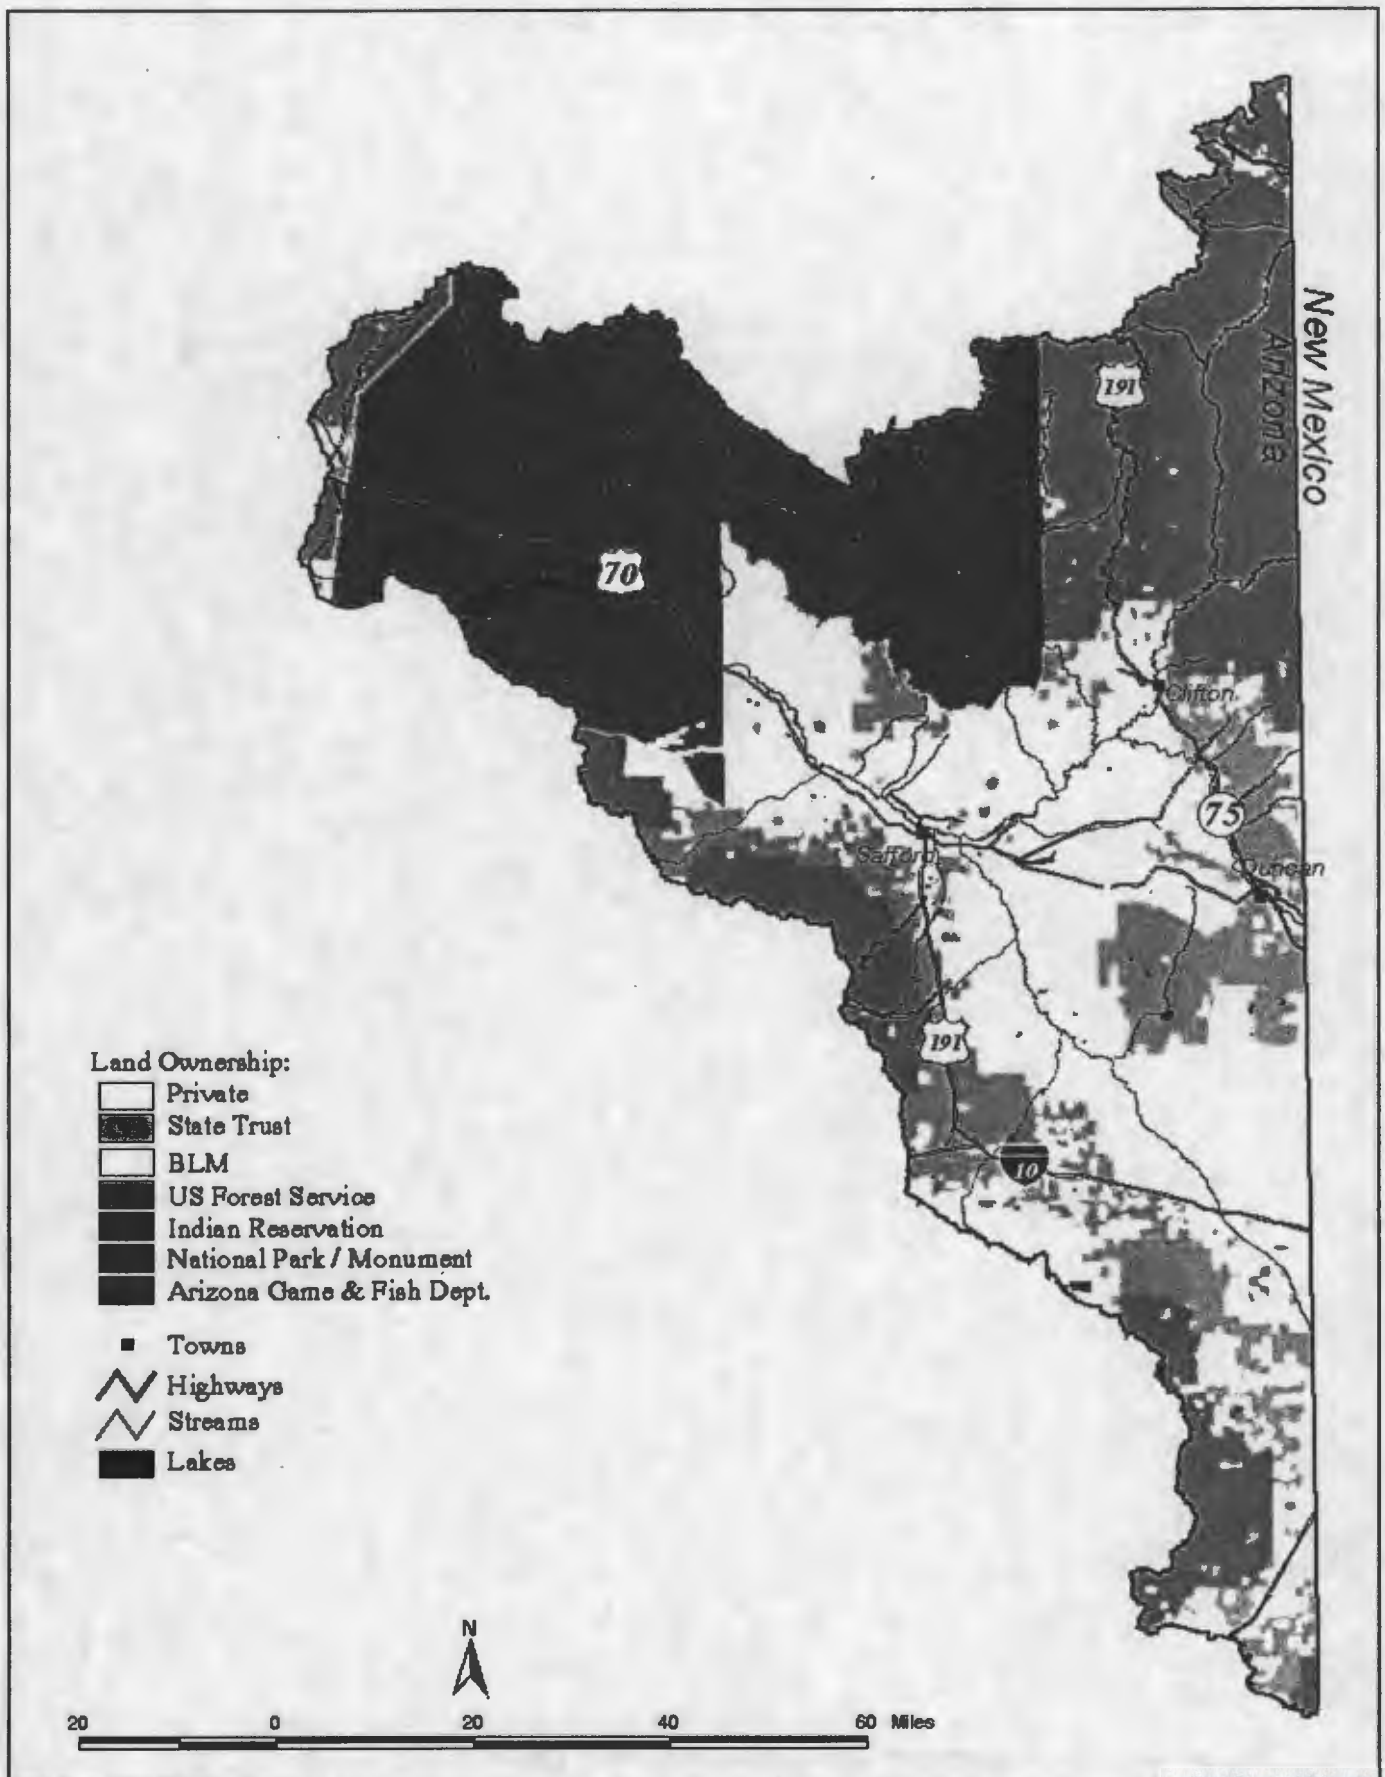 New Mexico
Arizona
191
70
Clifton
75
Safford
Duncan
191
10
Land Ownership:
Private
State Trust
BLM
US Forest Service
Indian Reservation
National Park / Monument
Arizona Game & Fish Dept.
Towns
Highways
Streams
Lakes
N
20 0 20 40 60 Miles